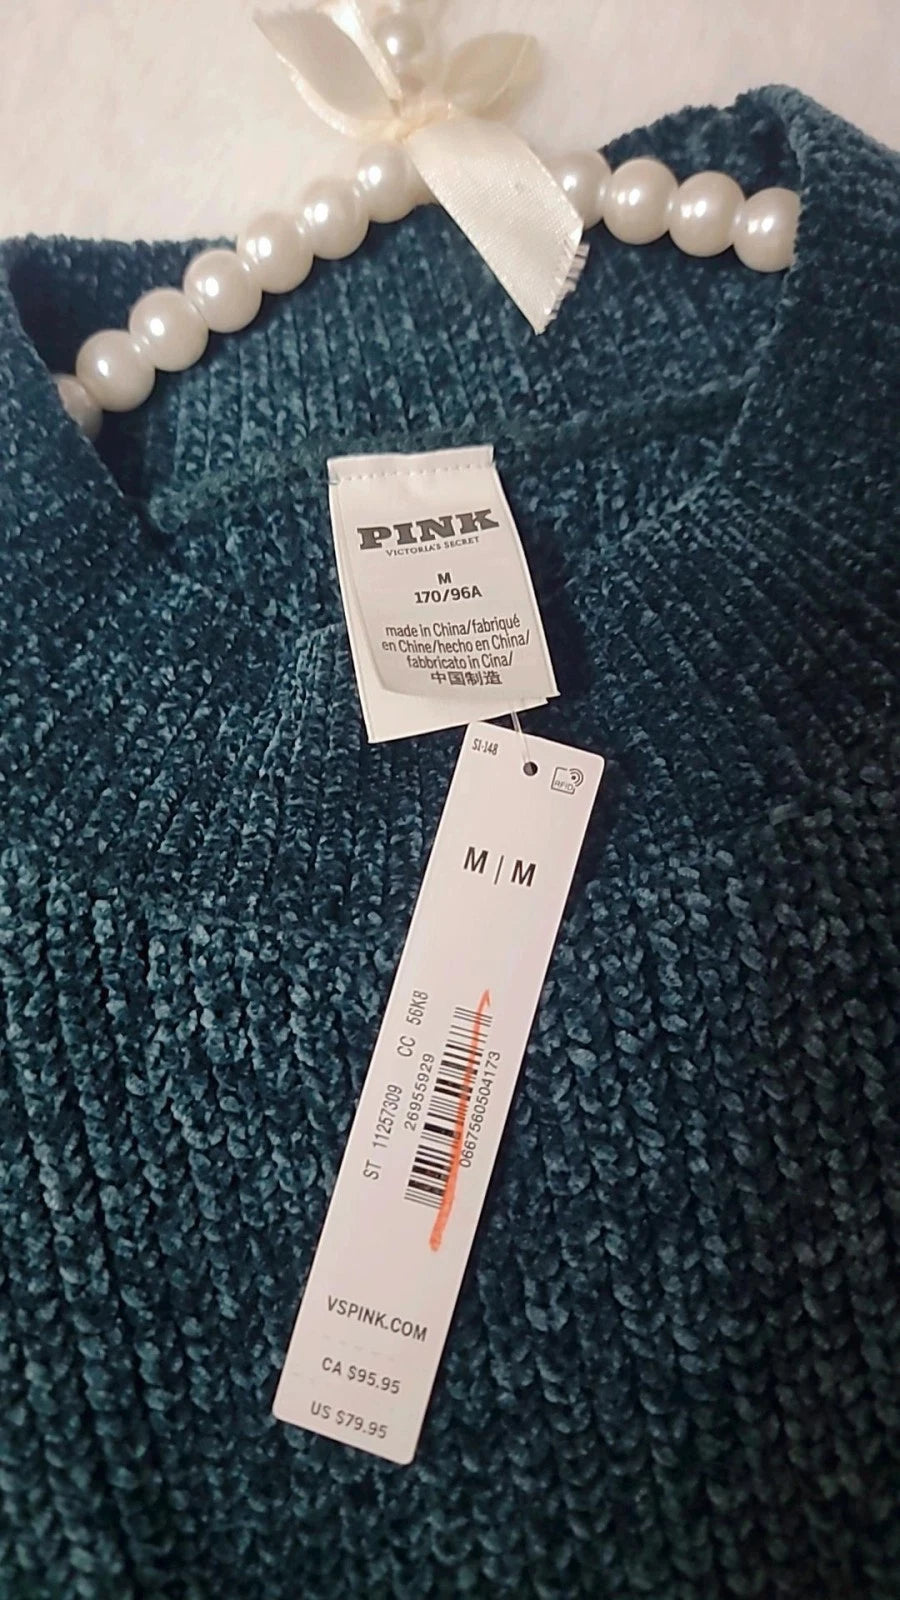 PINK
VICTORIA'S SECRET
M
170/96A
made in China/fabriqué
en Chine/hecho en China/
fabbricato in Cina/
中国制造
S1-148
RFID
M | M
ST 11257309 CC 56K8
26955929
0667560504173
VSPINK.COM
CA $95.95
US $79.95